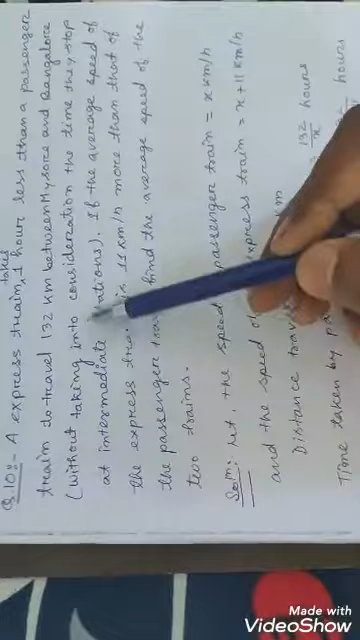 Q.10:- A express train takes 1 hour less than a passenger
train to travel 132 km between Mysore and Bangalore
(without taking into consideration the time they stop
at intermediate stations). If the average speed of
the express is 11 km/h more than that of
the passenger find the average speed of the
two trains.
Soln: Let, the speed passenger train = x km/h
and the speed of express train = x + 11 km/h
Distance km
Time taken by = 132/x hours
hours
Made with
VideoShow